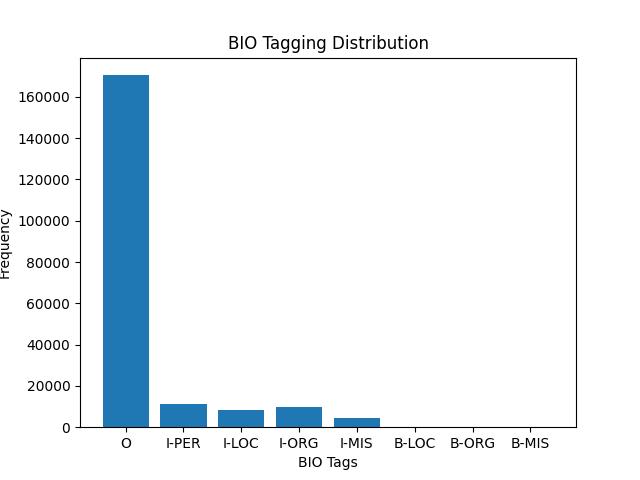 BIO Tagging Distribution
Frequency
160000
140000
120000
100000
80000
60000
40000
20000
0
O I-PER I-LOC I-ORG I-MIS B-LOC B-ORG B-MIS
BIO Tags